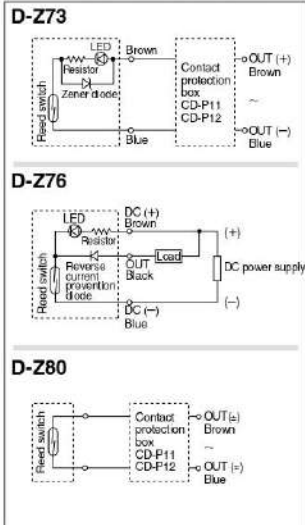 D-Z73
LED
Resistor
Zener diode
Reed switch
Brown
Blue
Contact
protection
box
CD-P11
CD-P12
OUT (+)
Brown
~
OUT (−)
Blue
D-Z76
LED
Resistor
Reverse
current
prevention
diode
Reed switch
DC (+)
Brown
OUT
Black
Load
DC (−)
Blue
(+)
DC power supply
(−)
D-Z80
Reed switch
Contact
protection
box
CD-P11
CD-P12
OUT (±)
Brown
~
OUT (∓)
Blue